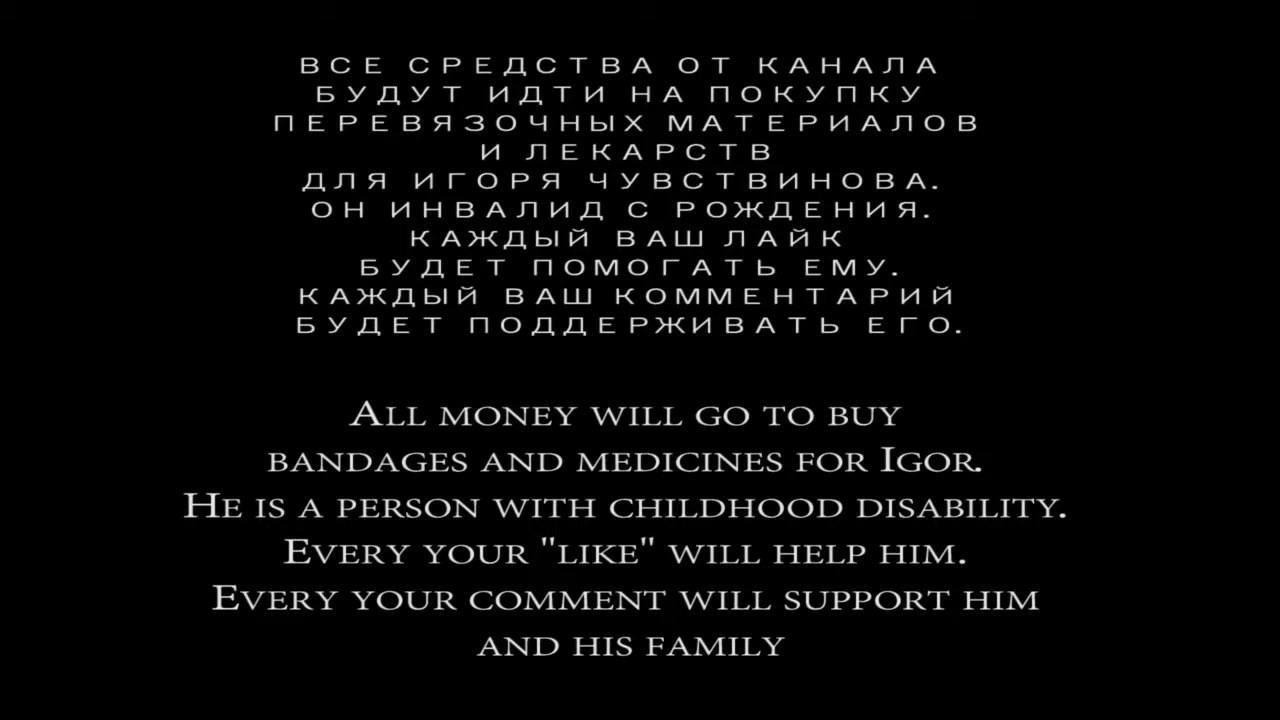 ВСЕ СРЕДСТВА ОТ КАНАЛА
БУДУТ ИДТИ НА ПОКУПКУ
ПЕРЕВЯЗОЧНЫХ МАТЕРИАЛОВ
И ЛЕКАРСТВ
ДЛЯ ИГОРЯ ЧУВСТВИНОВА.
ОН ИНВАЛИД С РОЖДЕНИЯ.
КАЖДЫЙ ВАШ ЛАЙК
БУДЕТ ПОМОГАТЬ ЕМУ.
КАЖДЫЙ ВАШ КОММЕНТАРИЙ
БУДЕТ ПОДДЕРЖИВАТЬ ЕГО.
ALL MONEY WILL GO TO BUY
BANDAGES AND MEDICINES FOR IGOR.
HE IS A PERSON WITH CHILDHOOD DISABILITY.
EVERY YOUR "LIKE" WILL HELP HIM.
EVERY YOUR COMMENT WILL SUPPORT HIM
AND HIS FAMILY